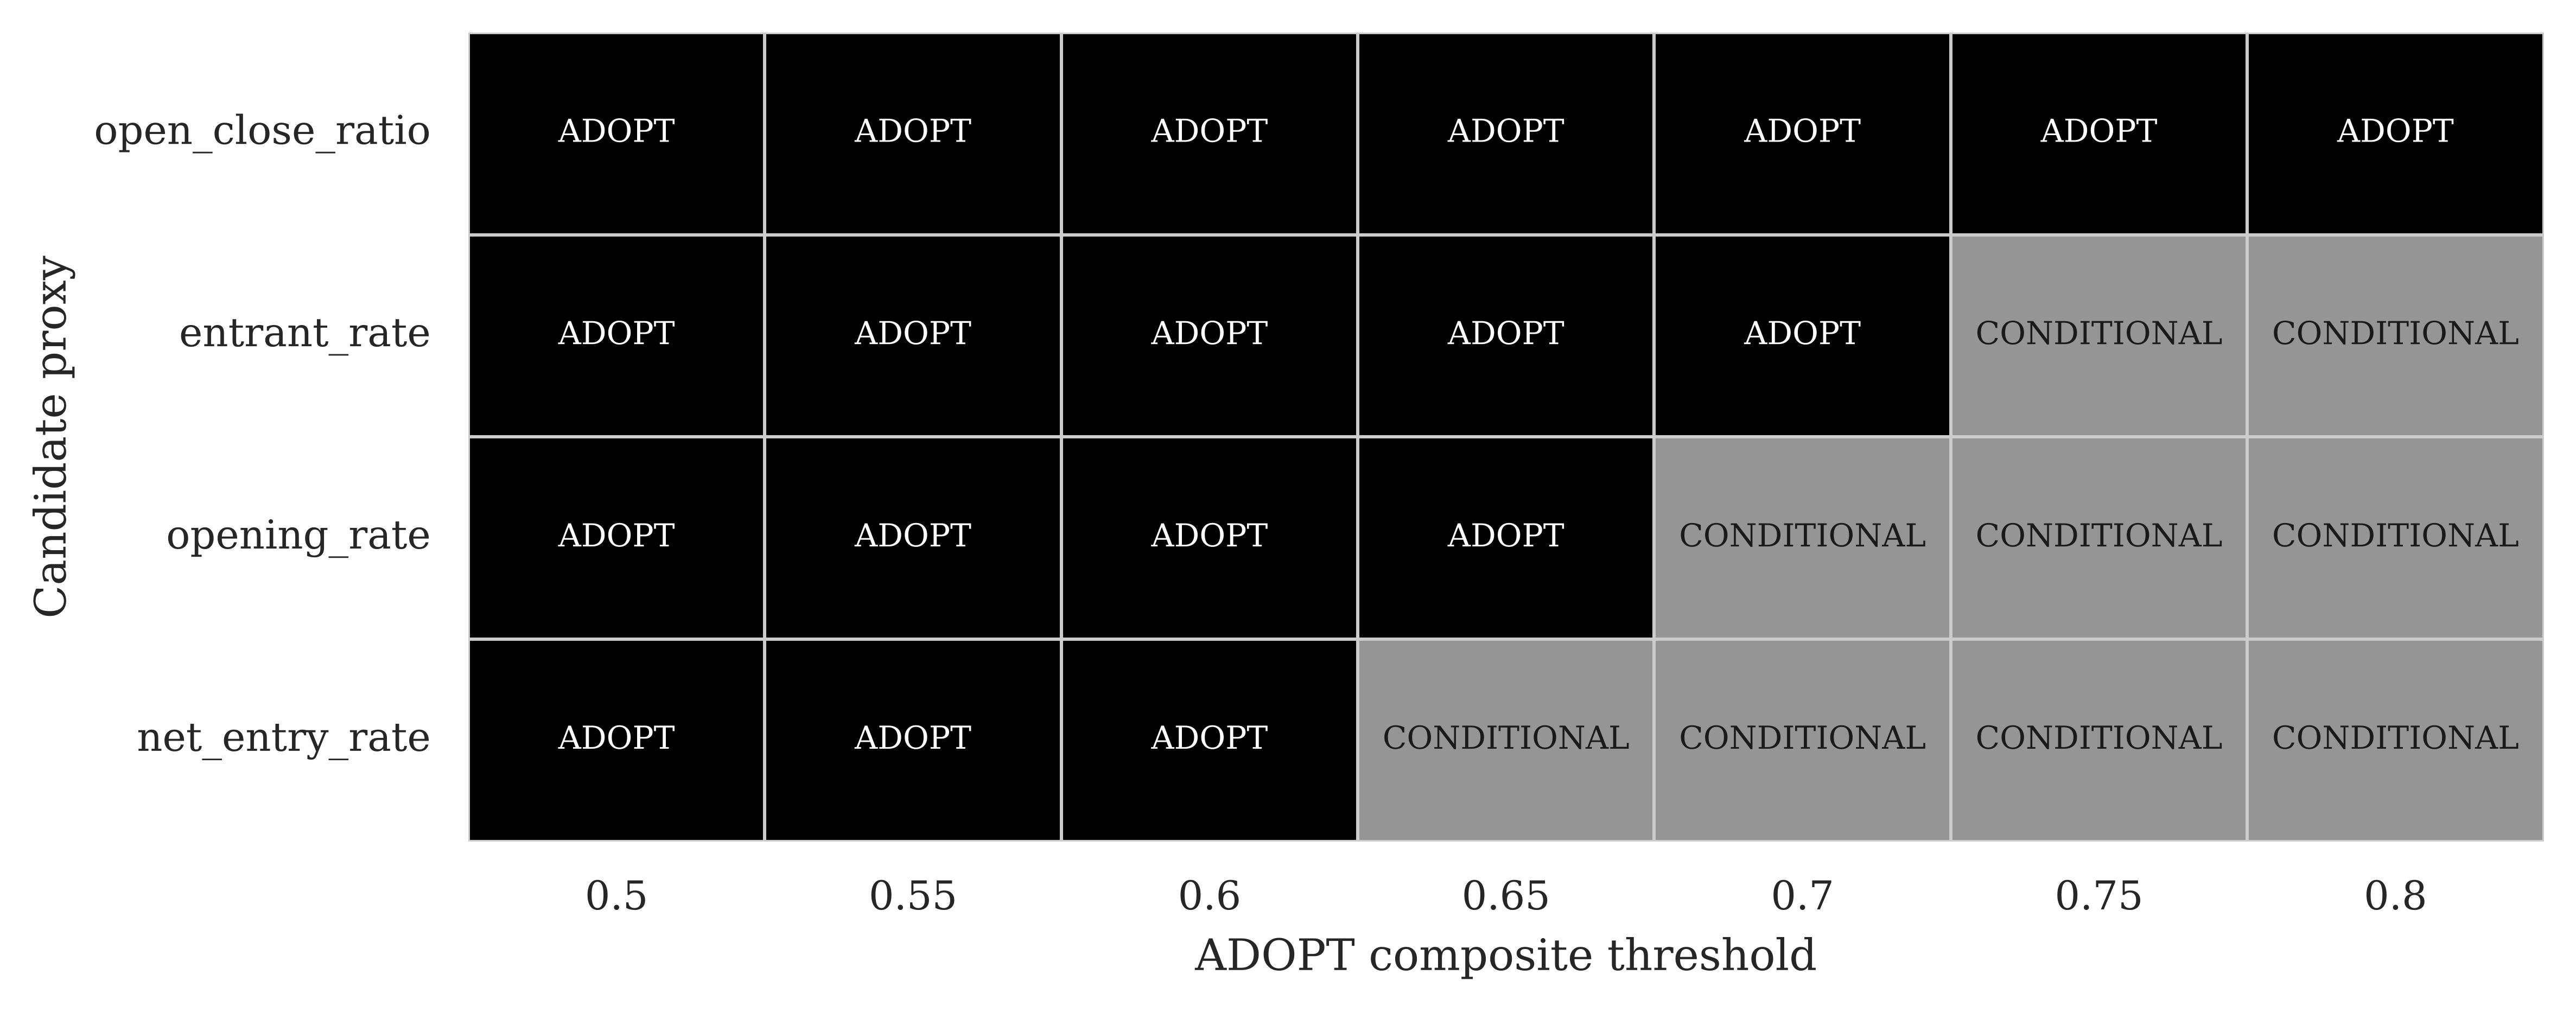 Candidate proxy
open_close_ratio ADOPT ADOPT ADOPT ADOPT ADOPT ADOPT ADOPT
entrant_rate ADOPT ADOPT ADOPT ADOPT ADOPT CONDITIONAL CONDITIONAL
opening_rate ADOPT ADOPT ADOPT ADOPT CONDITIONAL CONDITIONAL CONDITIONAL
net_entry_rate ADOPT ADOPT ADOPT CONDITIONAL CONDITIONAL CONDITIONAL CONDITIONAL
0.5 0.55 0.6 0.65 0.7 0.75 0.8
ADOPT composite threshold